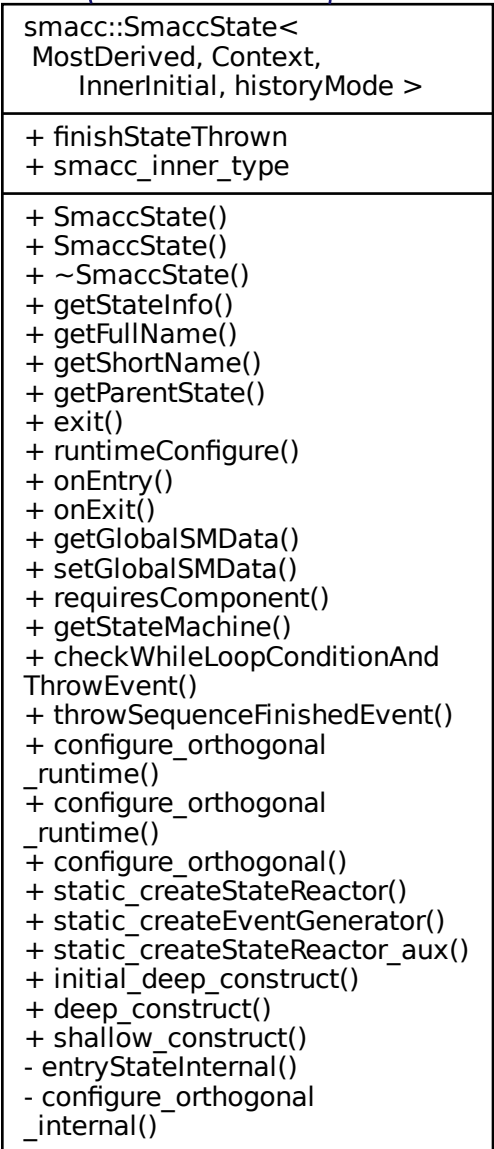 smacc::SmaccState<
MostDerived, Context,
InnerInitial, historyMode >
+ finishStateThrown
+ smacc_inner_type
+ SmaccState()
+ SmaccState()
+ ~SmaccState()
+ getStateInfo()
+ getFullName()
+ getShortName()
+ getParentState()
+ exit()
+ runtimeConfigure()
+ onEntry()
+ onExit()
+ getGlobalSMData()
+ setGlobalSMData()
+ requiresComponent()
+ getStateMachine()
+ checkWhileLoopConditionAnd
ThrowEvent()
+ throwSequenceFinishedEvent()
+ configure_orthogonal
_runtime()
+ configure_orthogonal
_runtime()
+ configure_orthogonal()
+ static_createStateReactor()
+ static_createEventGenerator()
+ static_createStateReactor_aux()
+ initial_deep_construct()
+ deep_construct()
+ shallow_construct()
- entryStateInternal()
- configure_orthogonal
_internal()